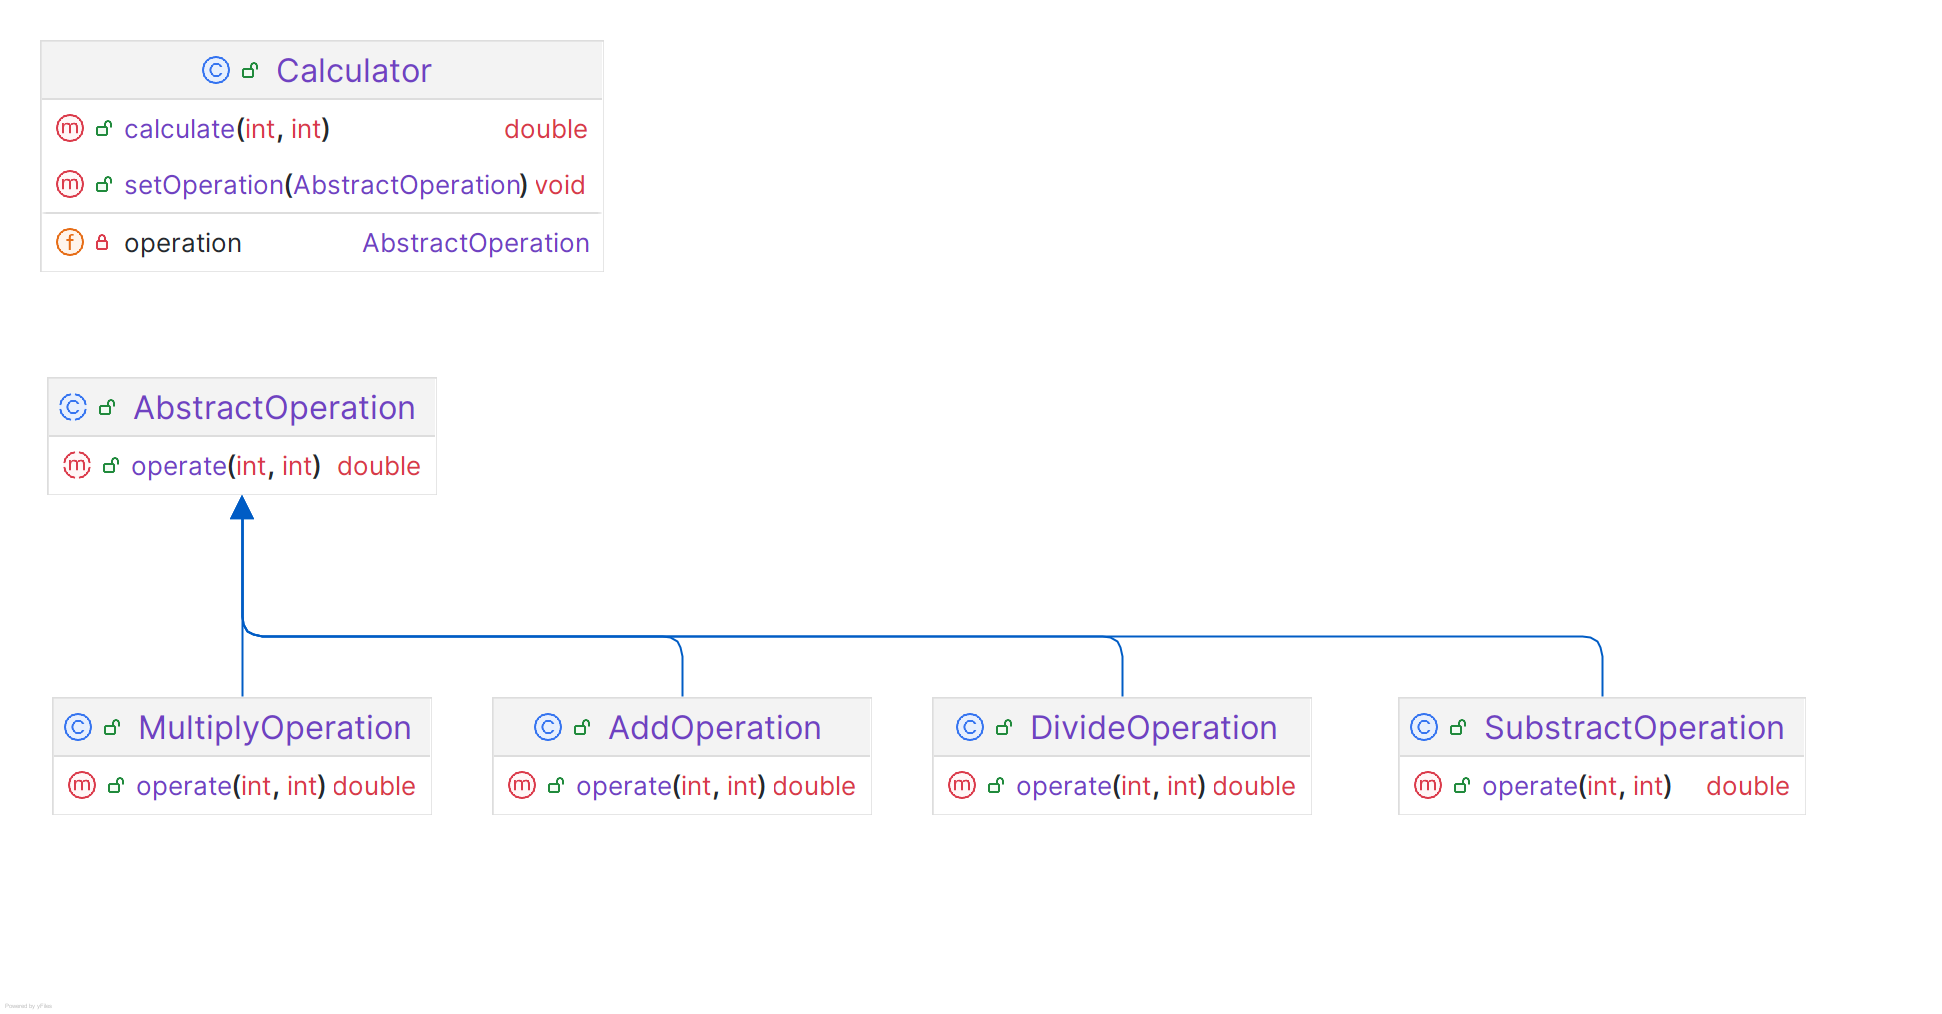 Calculator
calculate(int, int) double
setOperation(AbstractOperation) void
operation AbstractOperation
AbstractOperation
operate(int, int) double
MultiplyOperation
operate(int, int) double
AddOperation
operate(int, int) double
DivideOperation
operate(int, int) double
SubstractOperation
operate(int, int) double
Powered by yFiles